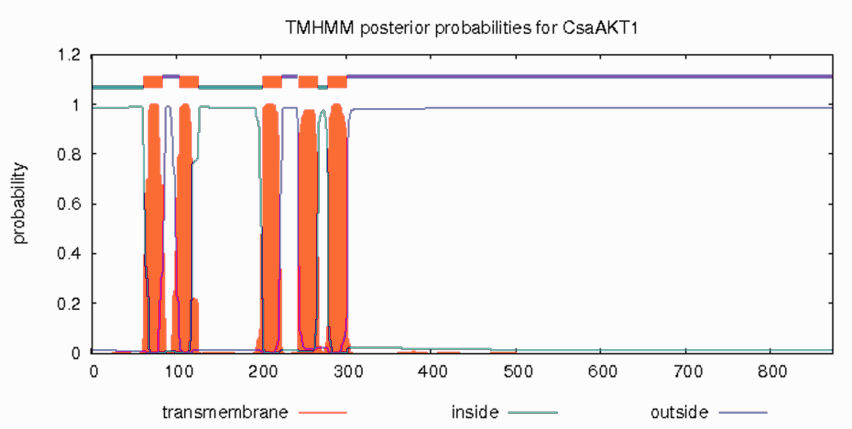 TMHMM posterior probabilities for CsaAKT1
1.2
1
0.8
0.6
0.4
0.2
0
probability
0 100 200 300 400 500 600 700 800
transmembrane inside outside